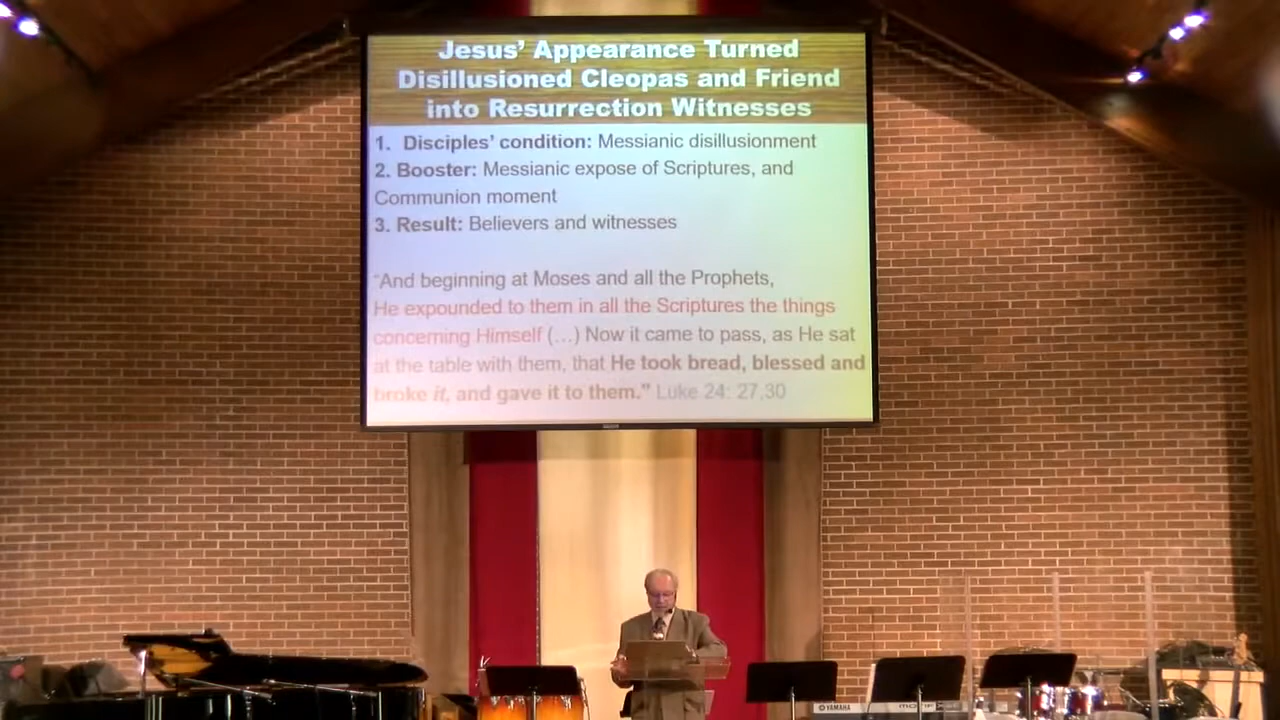 Jesus’ Appearance Turned
Disillusioned Cleopas and Friend
into Resurrection Witnesses
1. Disciples’ condition: Messianic disillusionment
2. Booster: Messianic expose of Scriptures, and
Communion moment
3. Result: Believers and witnesses
“And beginning at Moses and all the Prophets,
He expounded to them in all the Scriptures the things
concerning Himself (…) Now it came to pass, as He sat
at the table with them, that He took bread, blessed and
broke it, and gave it to them.” Luke 24: 27,30
YAMAHA